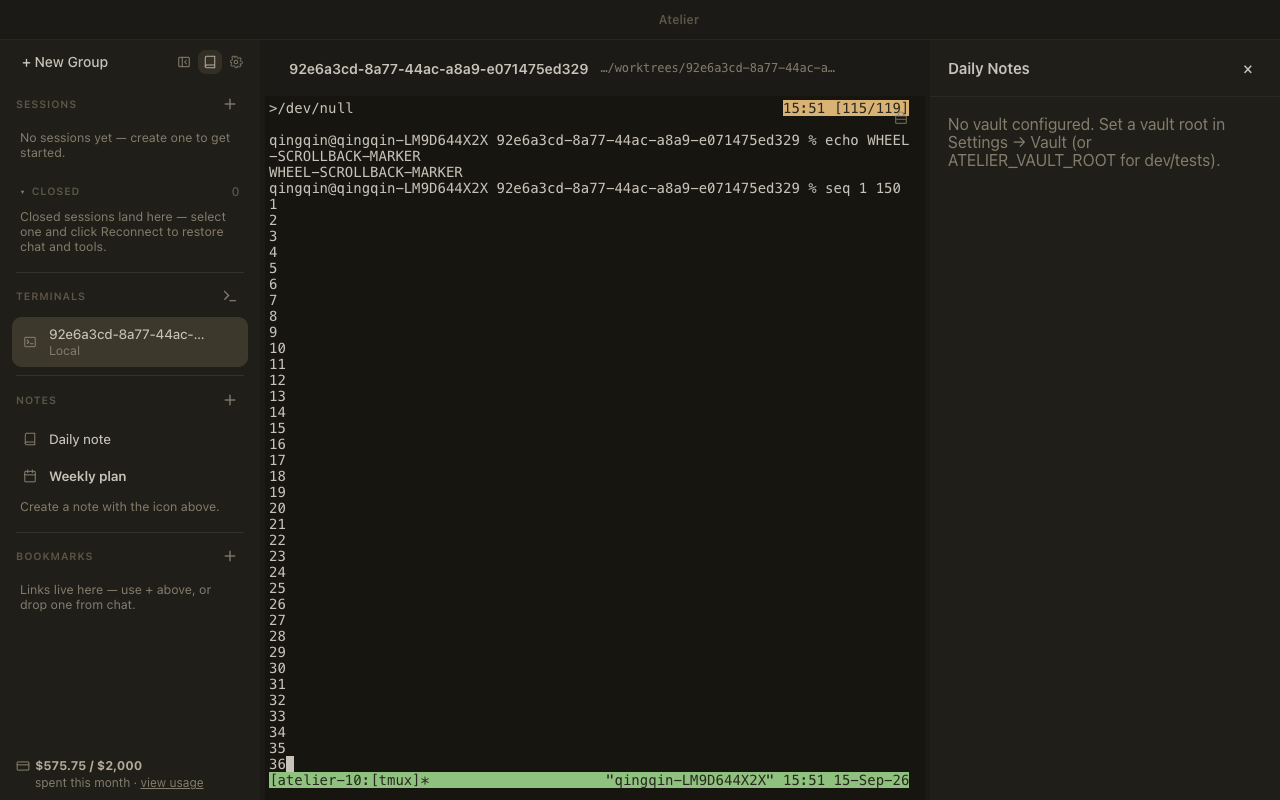 Atelier
+ New Group
SESSIONS
No sessions yet — create one to get
started.
CLOSED 0
Closed sessions land here — select
one and click Reconnect to restore
chat and tools.
TERMINALS
92e6a3cd-8a77-44ac-...
Local
NOTES
Daily note
Weekly plan
Create a note with the icon above.
BOOKMARKS
Links live here — use + above, or
drop one from chat.
$575.75 / $2,000
spent this month · view usage
92e6a3cd-8a77-44ac-a8a9-e071475ed329 …/worktrees/92e6a3cd-8a77-44ac-a…
>/dev/null 15:51 [115/119]
qingqin@qingqin-LM9D644X2X 92e6a3cd-8a77-44ac-a8a9-e071475ed329 % echo WHEEL
-SCROLLBACK-MARKER
WHEEL-SCROLLBACK-MARKER
qingqin@qingqin-LM9D644X2X 92e6a3cd-8a77-44ac-a8a9-e071475ed329 % seq 1 150
1
2
3
4
5
6
7
8
9
10
11
12
13
14
15
16
17
18
19
20
21
22
23
24
25
26
27
28
29
30
31
32
33
34
35
36
[atelier-10:[tmux]* "qingqin-LM9D644X2X" 15:51 15-Sep-26
Daily Notes ×
No vault configured. Set a vault root in
Settings → Vault (or
ATELIER_VAULT_ROOT for dev/tests).